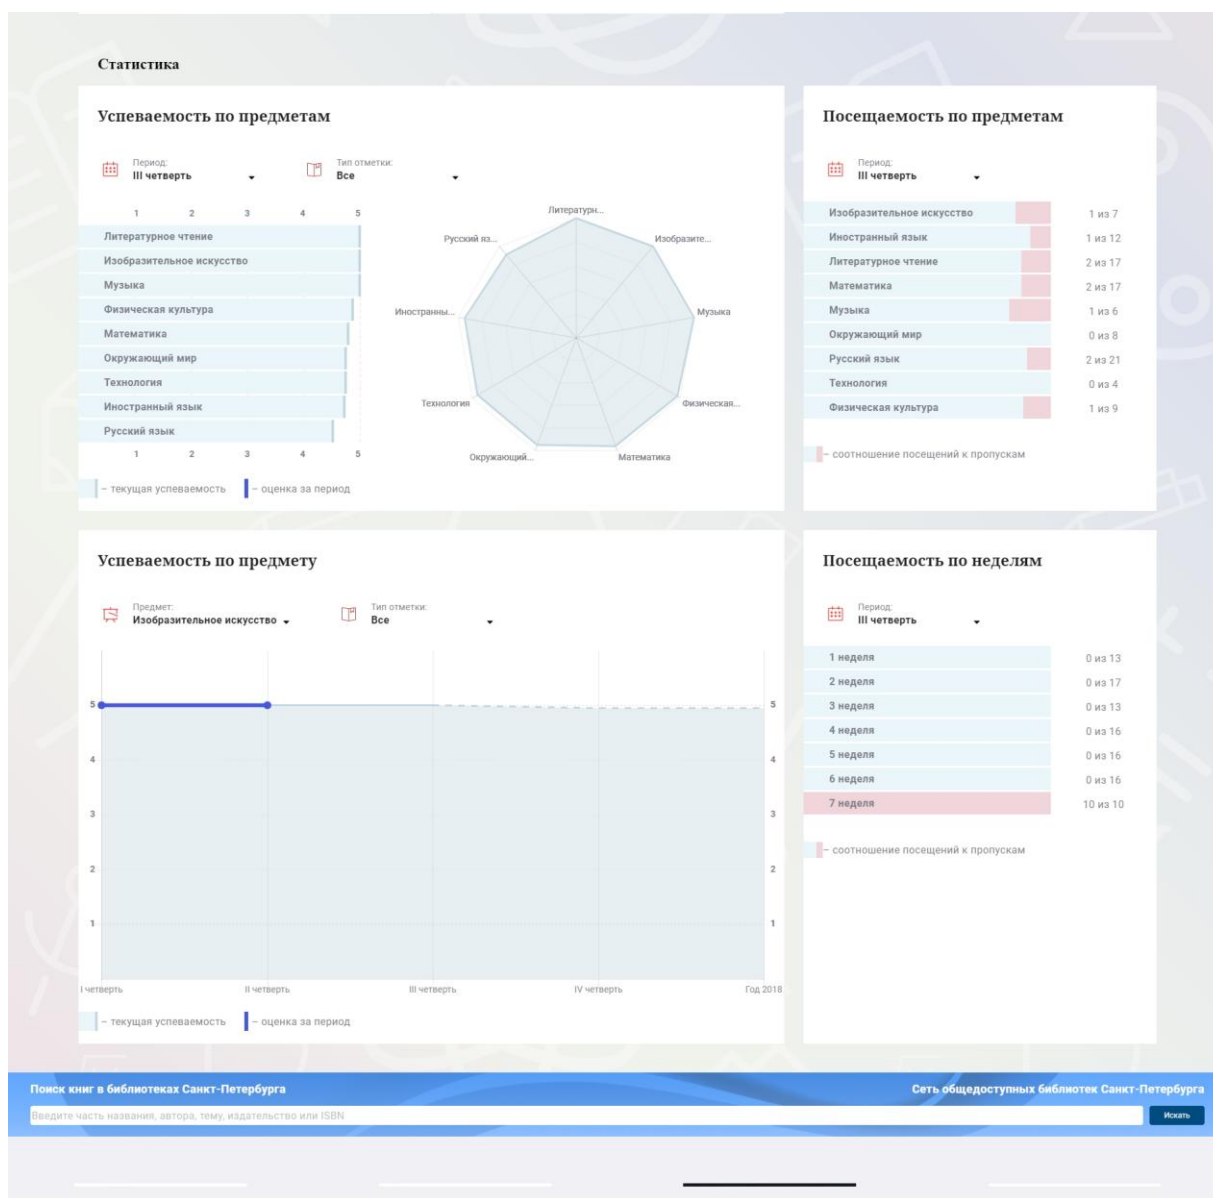 Статистика
Успеваемость по предметам
Период:
III четверть
Тип отметки:
Все
1 2 3 4 5
Литературное чтение
Изобразительное искусство
Музыка
Физическая культура
Математика
Окружающий мир
Технология
Иностранный язык
Русский язык
1 2 3 4 5
Литературн...
Изобразите...
Музыка
Физическая...
Математика
Окружающий...
Технология
Иностранны...
Русский яз...
– текущая успеваемость – оценка за период
Посещаемость по предметам
Период:
III четверть
Изобразительное искусство 1 из 7
Иностранный язык 1 из 12
Литературное чтение 2 из 17
Математика 2 из 17
Музыка 1 из 6
Окружающий мир 0 из 8
Русский язык 2 из 21
Технология 0 из 4
Физическая культура 1 из 9
– соотношение посещений к пропускам
Успеваемость по предмету
Предмет:
Изобразительное искусство
Тип отметки:
Все
5 5
4 4
3 3
2 2
1 1
I четверть II четверть III четверть IV четверть Год 2018
– текущая успеваемость – оценка за период
Посещаемость по неделям
Период:
III четверть
1 неделя 0 из 13
2 неделя 0 из 17
3 неделя 0 из 13
4 неделя 0 из 16
5 неделя 0 из 16
6 неделя 0 из 16
7 неделя 10 из 10
– соотношение посещений к пропускам
Поиск книг в библиотеках Санкт-Петербурга Сеть общедоступных библиотек Санкт-Петербурга
Введите часть названия, автора, тему, издательство или ISBN Искать